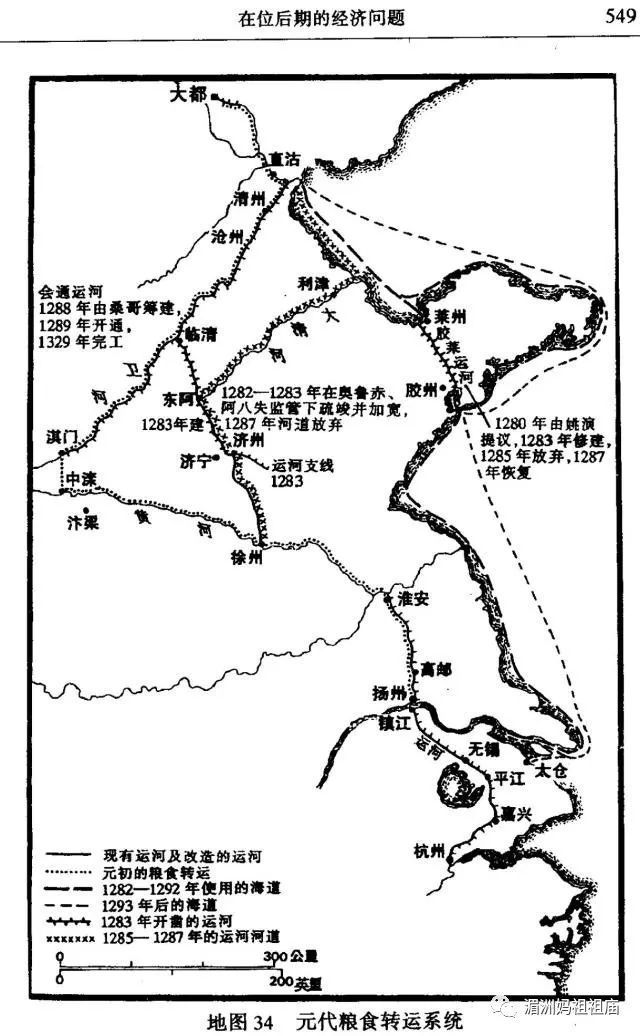 在位后期的经济问题 549
大都
直沽
清州
沧州
会通运河
1288 年由桑哥筹建，
1289 年开通，
1329 年完工
利津
大
清
河
莱州
胶
莱
运
河
临清
卫
河
东阿
1283年建
1282—1283 年在奥鲁赤、
阿八失监管下疏竣并加宽，
1287 年河道放弃
胶州
1280 年由姚演
提议，1283年修建，
1285 年放弃，1287
年恢复
淇门
济州
济宁
运河支线
1283
中滦
汴梁
黄
河
徐州
淮安
高邮
扬州
镇江
运河
无锡
太仓
平江
嘉兴
杭州
现有运河及改造的运河
元初的粮食转运
1282—1292 年使用的海道
1293 年后的海道
1283 年开凿的运河
1285—1287 年的运河河道
0 300 公里
0 200
英里
湄洲妈祖祖庙
地图 34 元代粮食转运系统